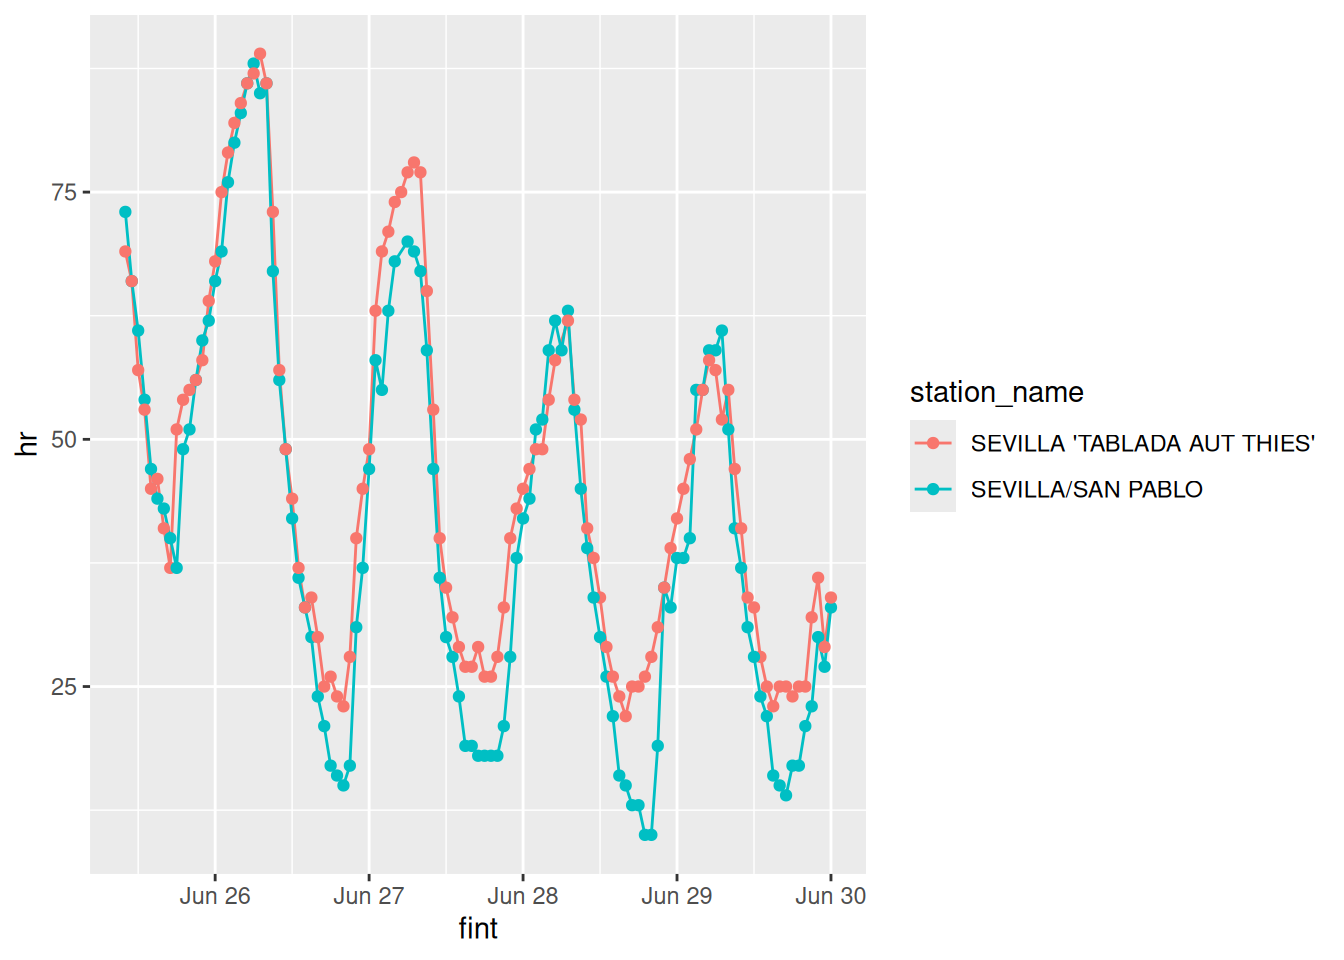 75
50
25
hr
Jun 26
Jun 27
Jun 28
Jun 29
Jun 30
fint
station_name
SEVILLA 'TABLADA AUT THIES'
SEVILLA/SAN PABLO